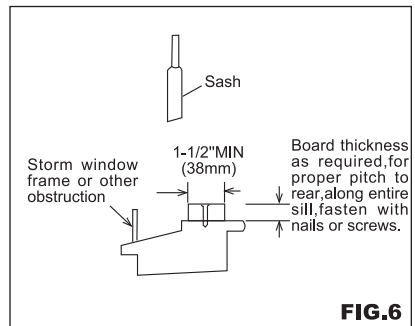 Sash
1-1/2"MIN
(38mm)
Storm window
frame or other
obstruction
Board thickness
as required,for
proper pitch to
rear,along entire
sill,fasten with
nails or screws.
FIG.6